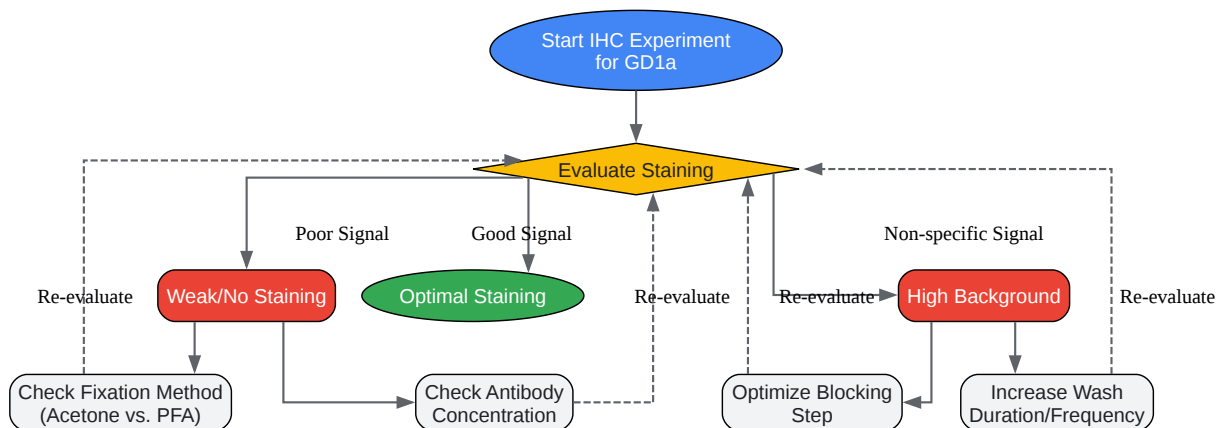 Start IHC Experiment
for GD1a
Evaluate Staining
Poor Signal
Good Signal
Non-specific Signal
Re-evaluate
Weak/No Staining
Optimal Staining
Re-evaluate
Re-evaluate
High Background
Re-evaluate
Check Fixation Method
(Acetone vs. PFA)
Check Antibody
Concentration
Optimize Blocking
Step
Increase Wash
Duration/Frequency